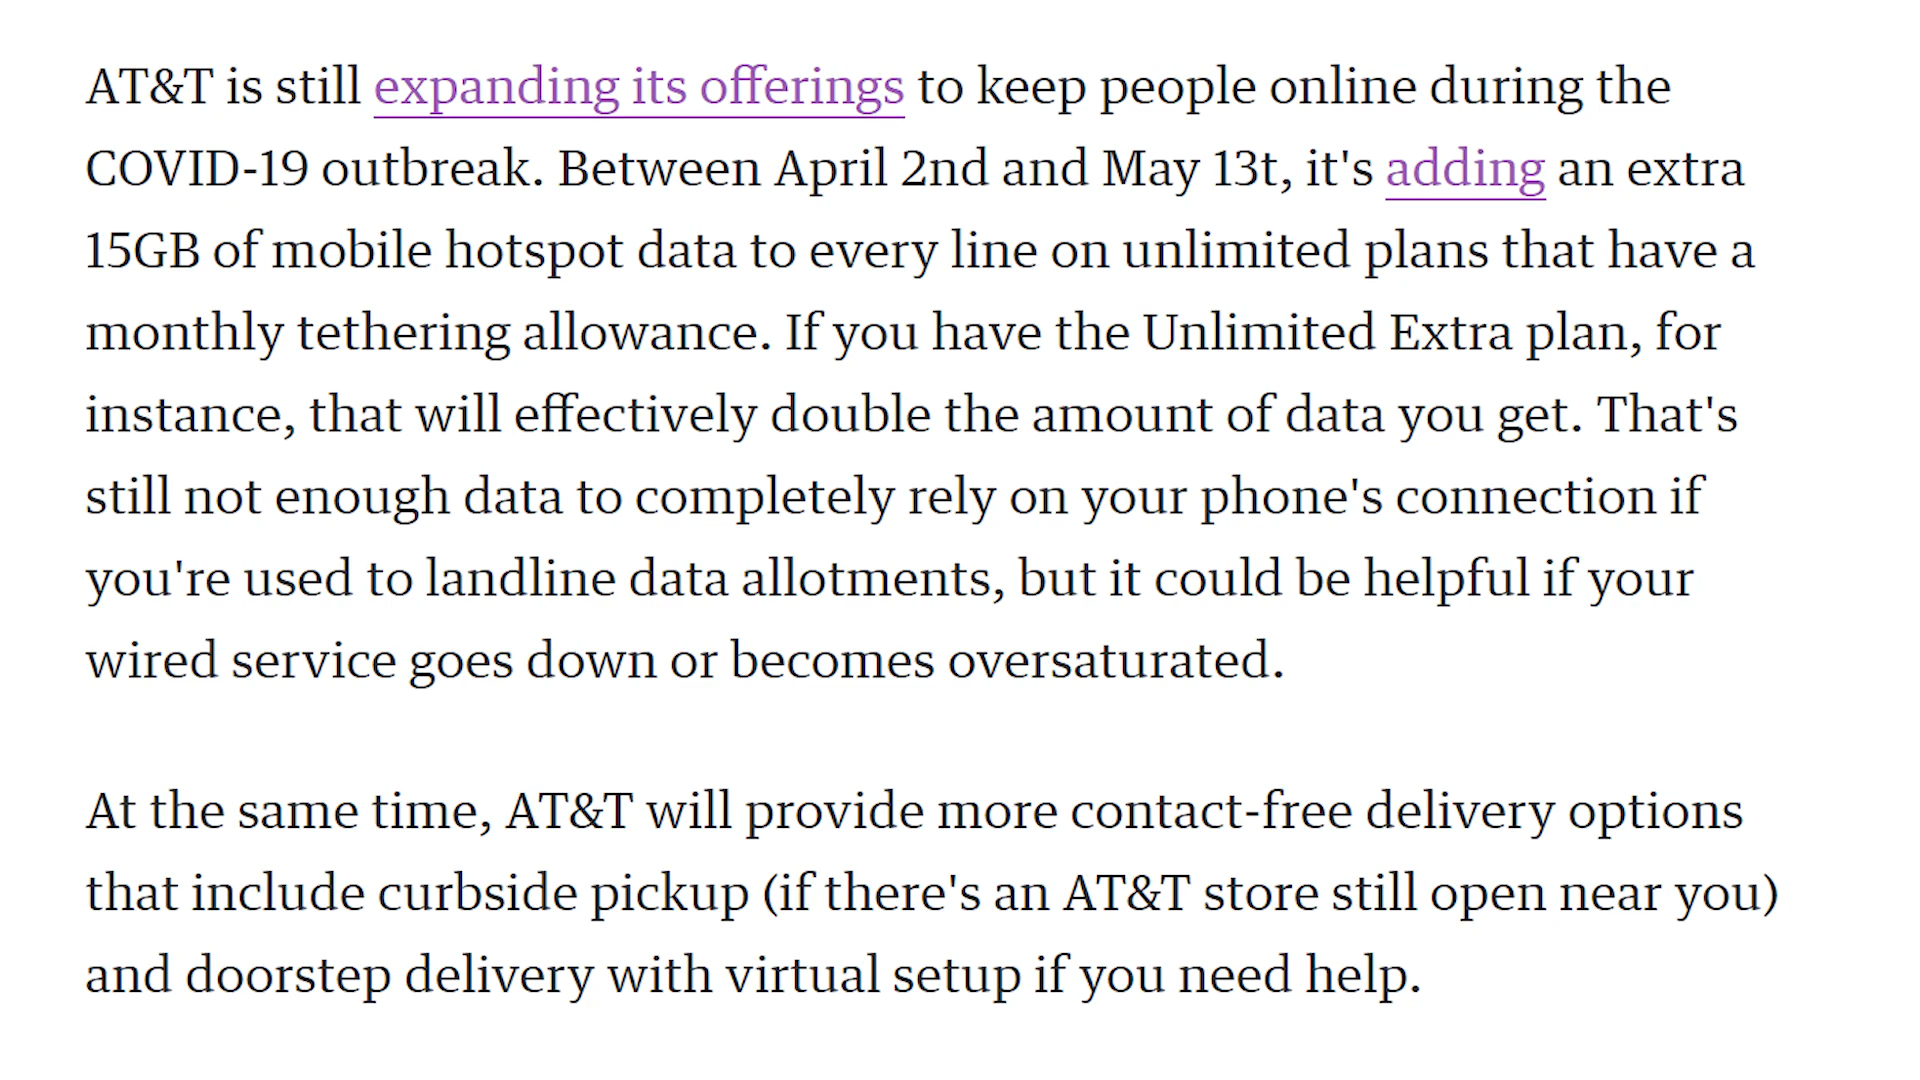 AT&T is still expanding its offerings to keep people online during the
COVID-19 outbreak. Between April 2nd and May 13t, it's adding an extra
15GB of mobile hotspot data to every line on unlimited plans that have a
monthly tethering allowance. If you have the Unlimited Extra plan, for
instance, that will effectively double the amount of data you get. That's
still not enough data to completely rely on your phone's connection if
you're used to landline data allotments, but it could be helpful if your
wired service goes down or becomes oversaturated.
At the same time, AT&T will provide more contact-free delivery options
that include curbside pickup (if there's an AT&T store still open near you)
and doorstep delivery with virtual setup if you need help.